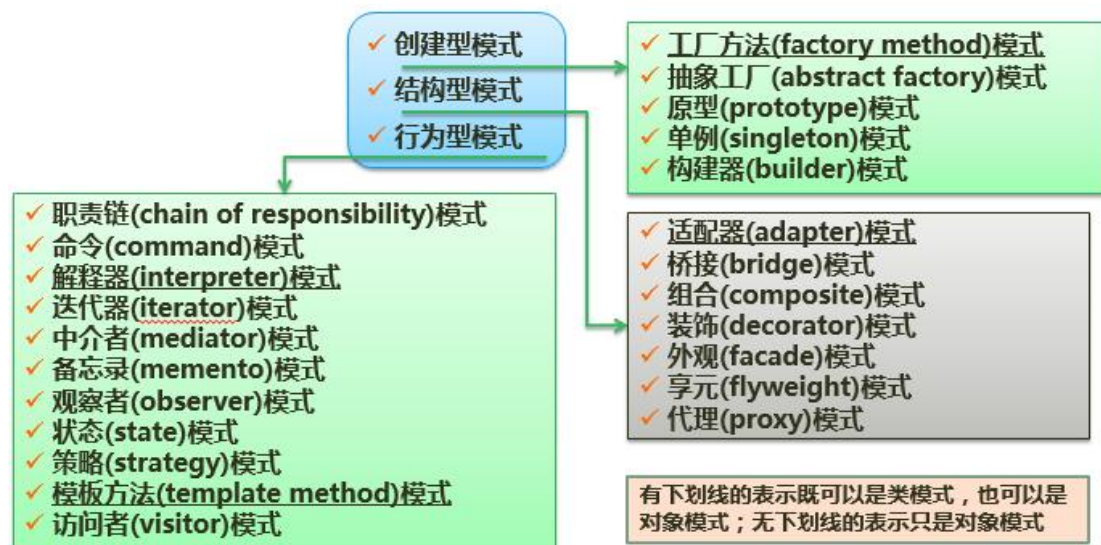 创建型模式
结构型模式
行为型模式
工厂方法(factory method)模式
抽象工厂(abstract factory)模式
原型(prototype)模式
单例(singleton)模式
构建器(builder)模式
职责链(chain of responsibility)模式
命令(command)模式
解释器(interpreter)模式
迭代器(iterator)模式
中介者(mediator)模式
备忘录(memento)模式
观察者(observer)模式
状态(state)模式
策略(strategy)模式
模板方法(template method)模式
访问者(visitor)模式
适配器(adapter)模式
桥接(bridge)模式
组合(composite)模式
装饰(decorator)模式
外观(facade)模式
享元(flyweight)模式
代理(proxy)模式
有下划线的表示既可以是类模式，也可以是
对象模式；无下划线的表示只是对象模式